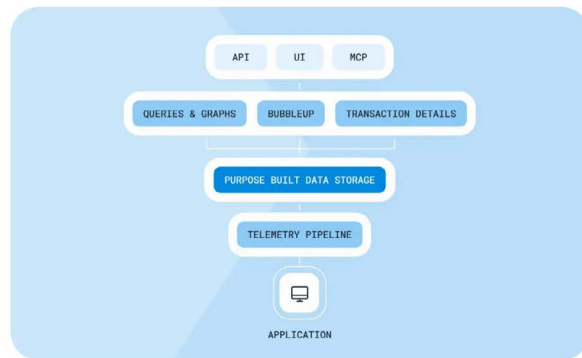 API UI MCP
QUERIES & GRAPHS BUBBLEUP TRANSACTION DETAILS
PURPOSE BUILT DATA STORAGE
TELEMETRY PIPELINE
APPLICATION